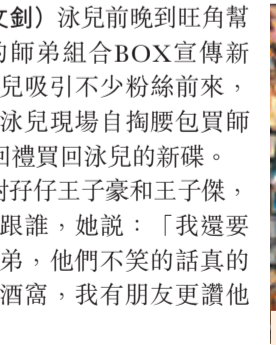 文釗）泳兒前晚到旺角幫
的師弟組合BOX宣傳新
兒吸引不少粉絲前來，
泳兒現場自掏腰包買師
回禮買回泳兒的新碟。
對孖仔王子豪和王子傑，
跟誰，她說：「我還要
弟，他們不笑的話真的
酒窩，我有朋友更讚他